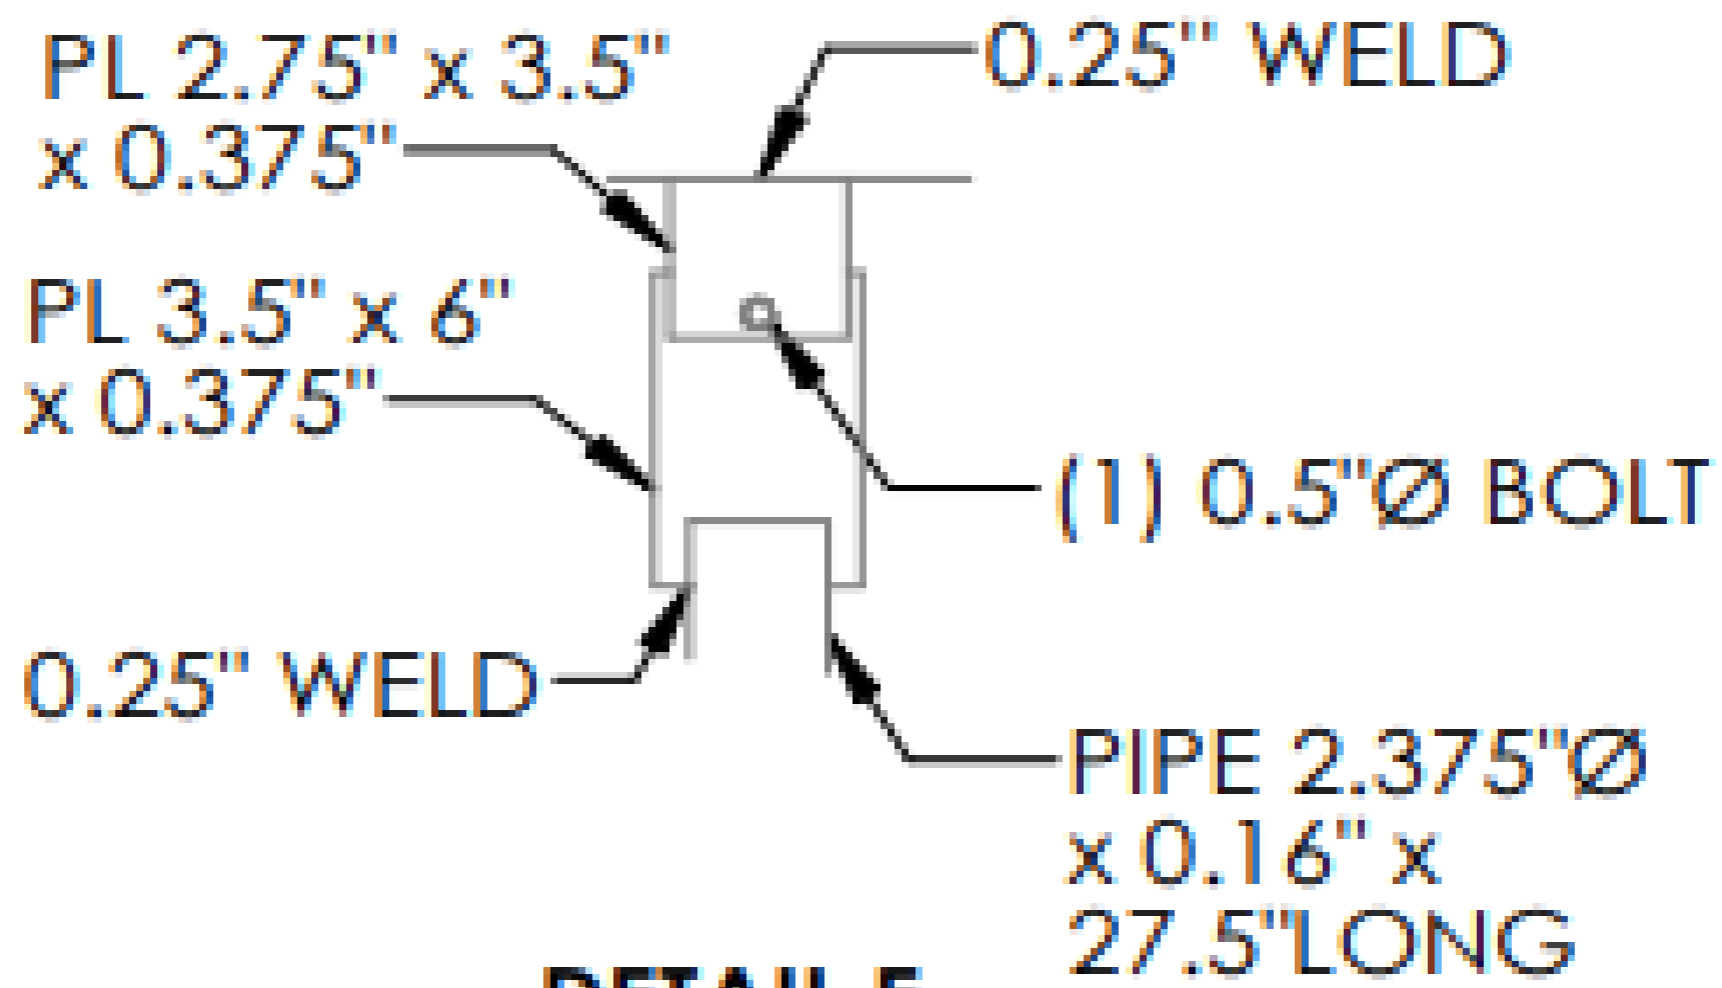 PL 2.75" x 3.5"
x 0.375"
0.25" WELD
PL 3.5" x 6"
x 0.375"
(1) 0.5"Ø BOLT
0.25" WELD
PIPE 2.375"Ø
x 0.16" x
27.5"LONG